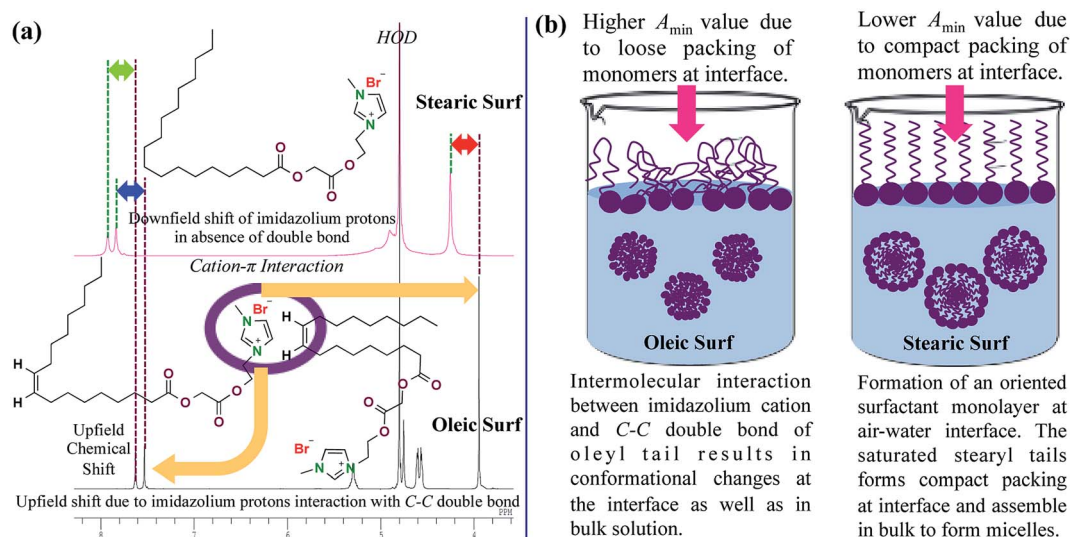 (a)
HOD
Stearic Surf
Br−
N
N
+
O
O
O
O
Downfield shift of imidazolium protons
in absence of double bond
Cation-π Interaction
Br−
N
N
+
H
H
H
H
O
O
O
O
O
O
O
O
Upfield
Chemical
Shift
Oleic Surf
Br−
N
N
+
Upfield shift due to imidazolium protons interaction with C-C double bond
PPM
8
7
6
5
4
(b)
Higher Amin value due
to loose packing of
monomers at interface.
Oleic Surf
Intermolecular interaction
between imidazolium cation
and C-C double bond of
oleyl tail results in
conformational changes at
the interface as well as in
bulk solution.
Lower Amin value due
to compact packing of
monomers at interface.
Stearic Surf
Formation of an oriented
surfactant monolayer at
air-water interface. The
saturated stearyl tails
forms compact packing
at interface and assemble
in bulk to form micelles.